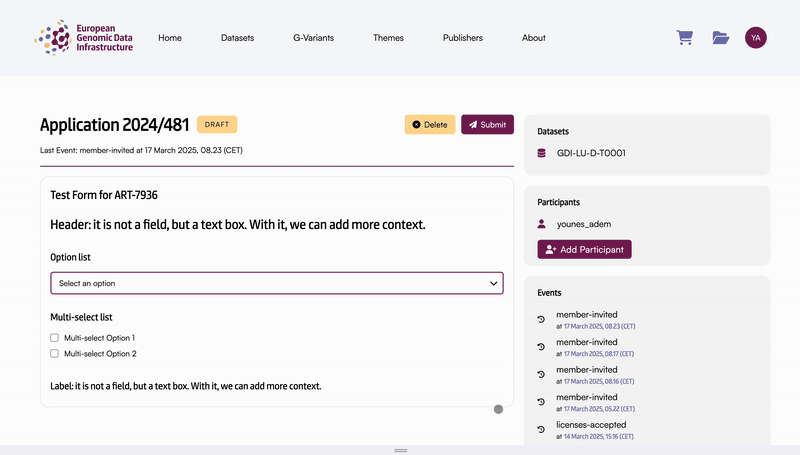 European
Genomic Data
Infrastructure
Home
Datasets
G-Variants
Themes
Publishers
About
YA
Application 2024/481
DRAFT
Delete
Submit
Last Event: member-invited at 17 March 2025, 08.23 (CET)
Test Form for ART-7936
Header: it is not a field, but a text box. With it, we can add more context.
Option list
Select an option
Multi-select list
Multi-select Option 1
Multi-select Option 2
Label: it is not a field, but a text box. With it, we can add more context.
Datasets
GDI-LU-D-T0001
Participants
younes_adem
Add Participant
Events
member-invited
at 17 March 2025, 08.23 (CET)
member-invited
at 17 March 2025, 08.17 (CET)
member-invited
at 17 March 2025, 08.16 (CET)
member-invited
at 17 March 2025, 05.22 (CET)
licenses-accepted
at 14 March 2025, 15.16 (CET)